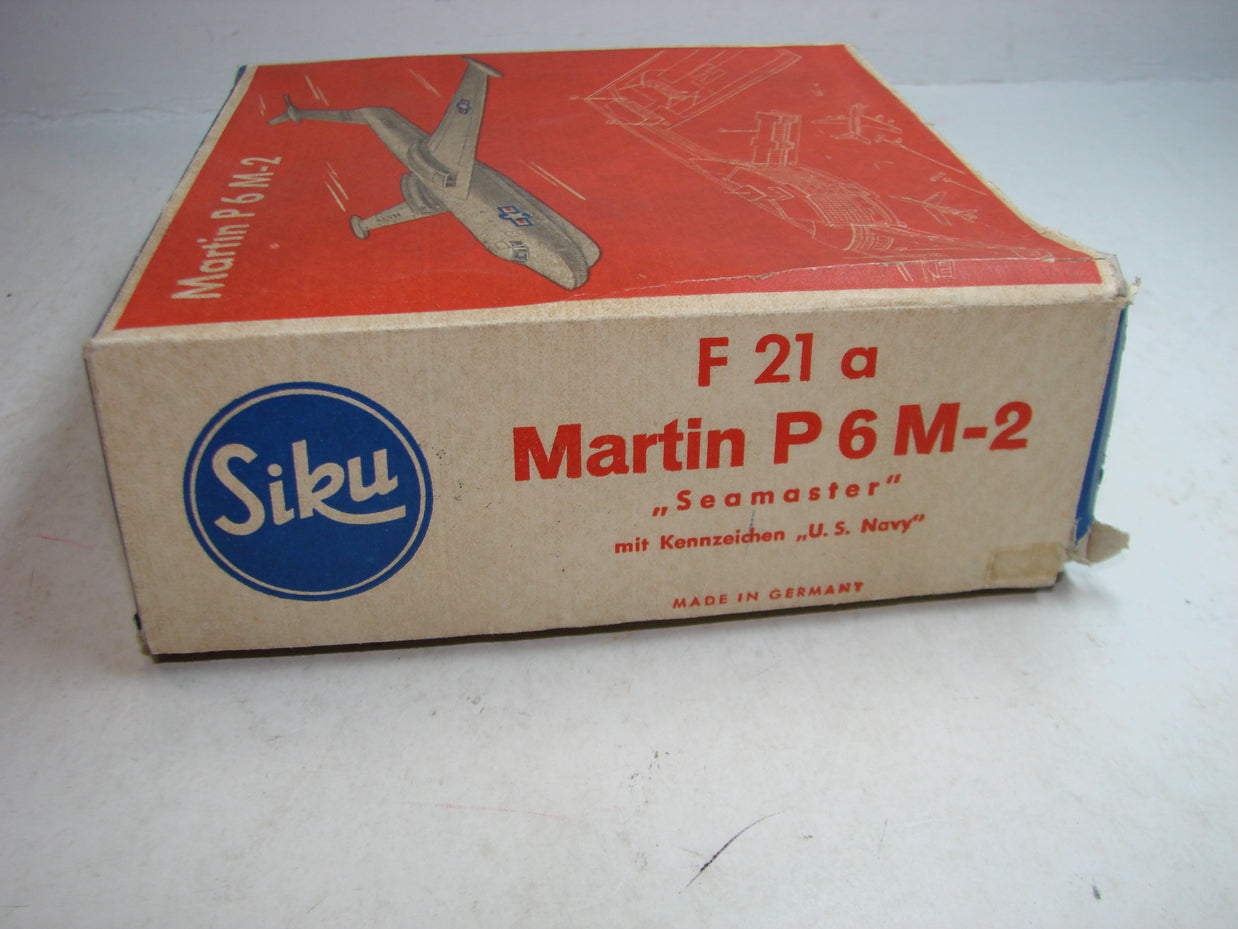 Martin P 6 M-2
Siku
F 21 a
Martin P 6 M-2
„Seamaster“
mit Kennzeichen „U. S. Navy“
MADE IN GERMANY